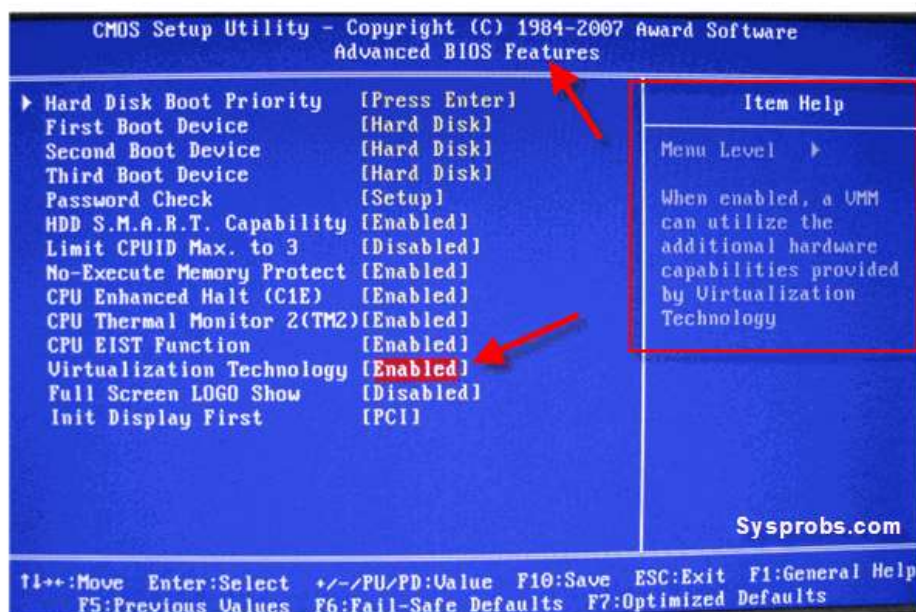 CMOS Setup Utility - Copyright (C) 1984-2007 Award Software
Advanced BIOS Features
Hard Disk Boot Priority [Press Enter]
First Boot Device [Hard Disk]
Second Boot Device [Hard Disk]
Third Boot Device [Hard Disk]
Password Check [Setup]
HDD S.M.A.R.T. Capability [Enabled]
Limit CPUID Max. to 3 [Disabled]
No-Execute Memory Protect [Enabled]
CPU Enhanced Halt (C1E) [Enabled]
CPU Thermal Monitor 2(TM2)[Enabled]
CPU EIST Function [Enabled]
Virtualization Technology [Enabled]
Full Screen LOGO Show [Disabled]
Init Display First [PCI]
Item Help
Menu Level
When enabled, a VMM
can utilize the
additional hardware
capabilities provided
by Virtualization
Technology
Sysprobs.com
↑↓→←:Move Enter:Select +/-/PU/PD:Value F10:Save ESC:Exit F1:General Help
F5:Previous Values F6:Fail-Safe Defaults F7:Optimized Defaults